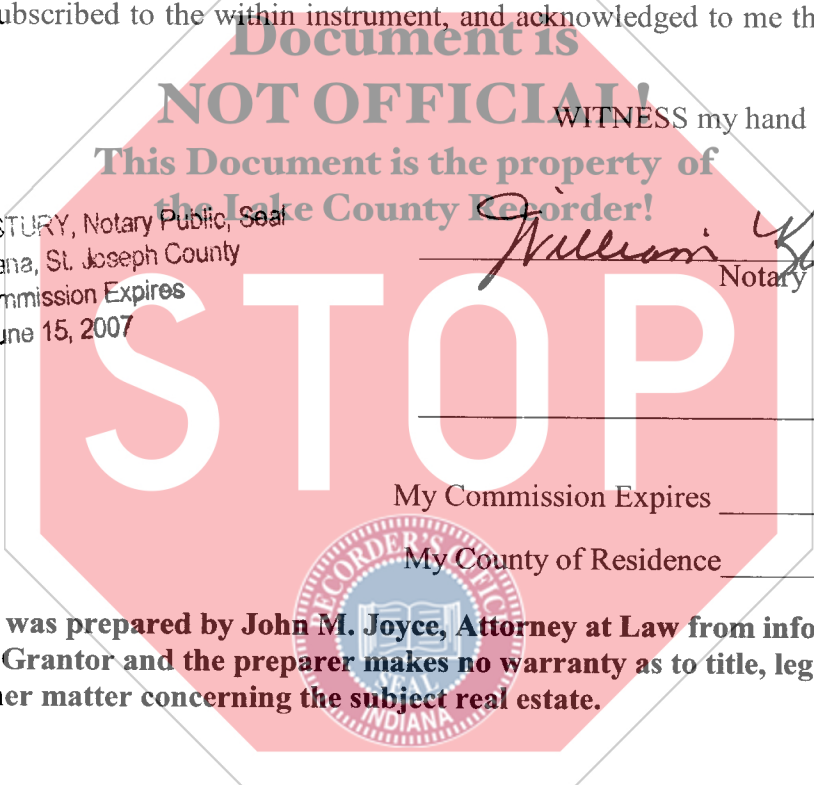 ubscribed to the within instrument, and acknowledged to me th
Document is
NOT OFFICIAL!
WITNESS my hand
This Document is the property of
the Lake County Recorder!
STURY, Notary Public, Seal
ana, St. Joseph County
mmission Expires
une 15, 2007
William
Notary
STOP
My Commission Expires
My County of Residence
RECORDER'S OFFICE
SEAL
INDIANA
was prepared by John M. Joyce, Attorney at Law from info
Grantor and the preparer makes no warranty as to title, leg
er matter concerning the subject real estate.